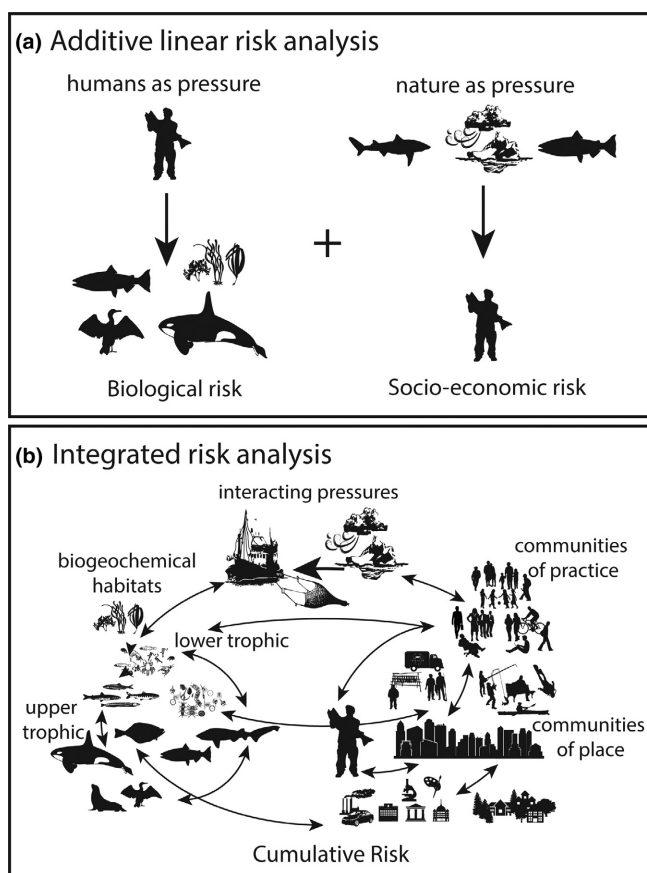 (a) Additive linear risk analysis
humans as pressure
nature as pressure
+
Biological risk
Socio-economic risk
(b) Integrated risk analysis
interacting pressures
biogeochemical
habitats
communities
of practice
lower trophic
upper
trophic
communities
of place
Cumulative Risk